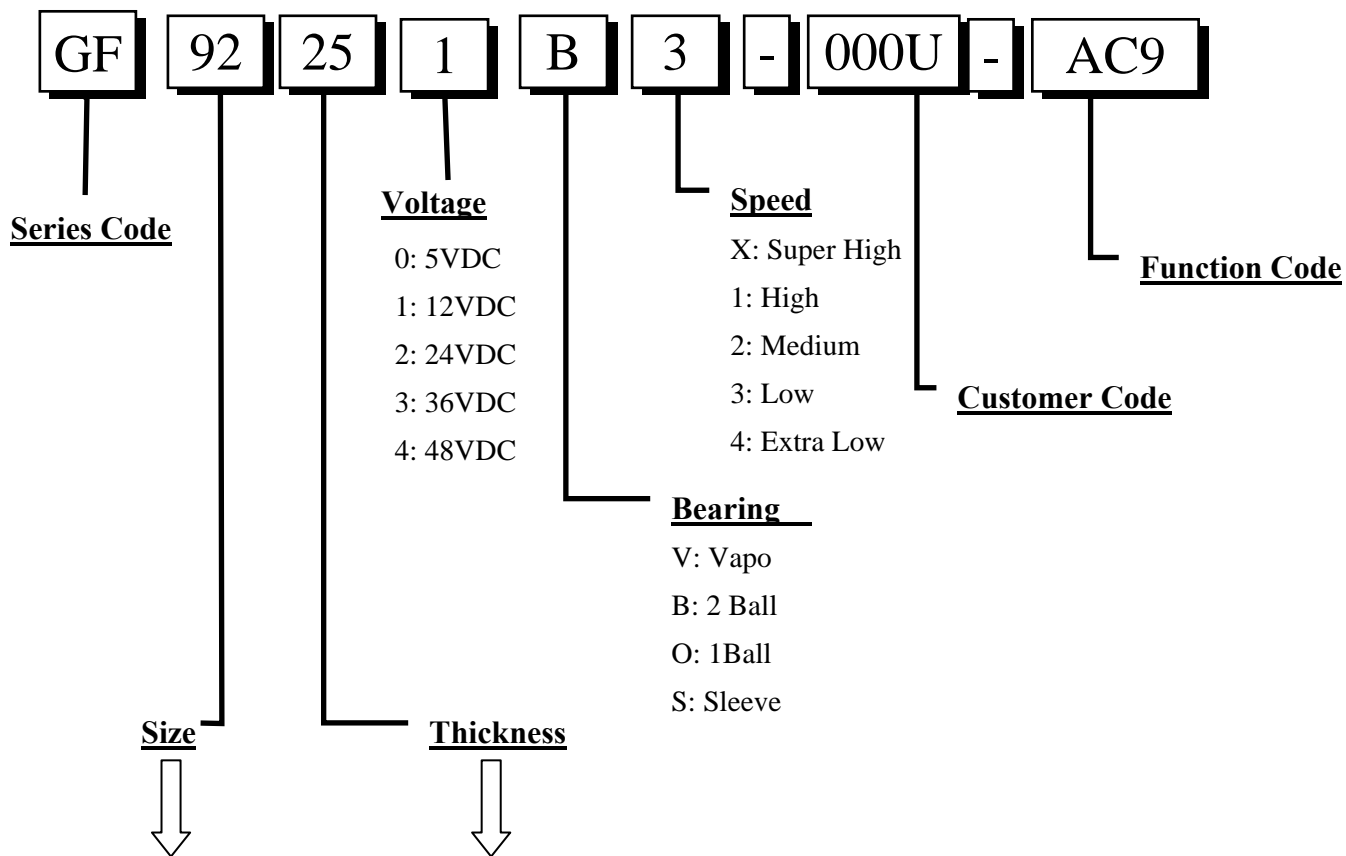 GF 92 25 1 B 3 - 000U - AC9
Series Code
Voltage
0: 5VDC
1: 12VDC
2: 24VDC
3: 36VDC
4: 48VDC
Speed
X: Super High
1: High
2: Medium
3: Low
4: Extra Low
Function Code
Customer Code
Bearing
V: Vapo
B: 2 Ball
O: 1Ball
S: Sleeve
Size
Thickness